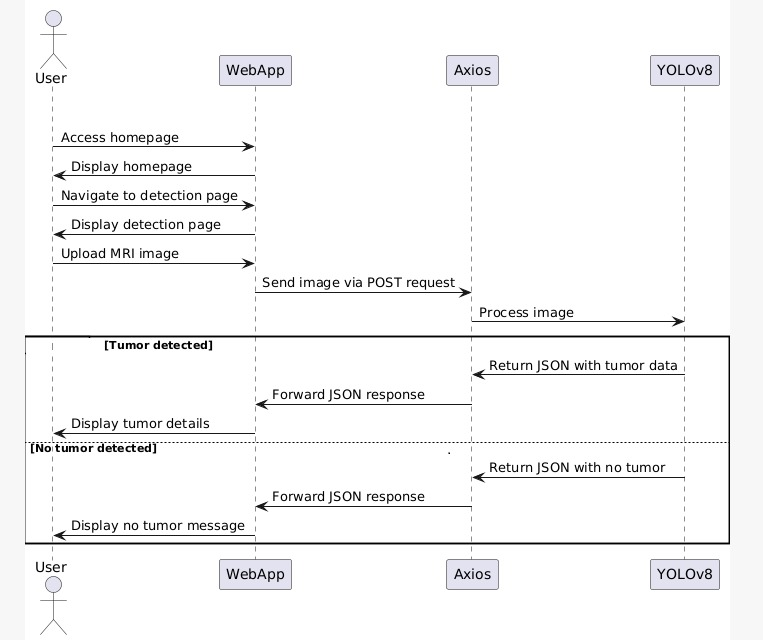 User
WebApp
Axios
YOLOv8
Access homepage
Display homepage
Navigate to detection page
Display detection page
Upload MRI image
Send image via POST request
Process image
[Tumor detected]
Return JSON with tumor data
Forward JSON response
Display tumor details
[No tumor detected]
Return JSON with no tumor
Forward JSON response
Display no tumor message
User
WebApp
Axios
YOLOv8